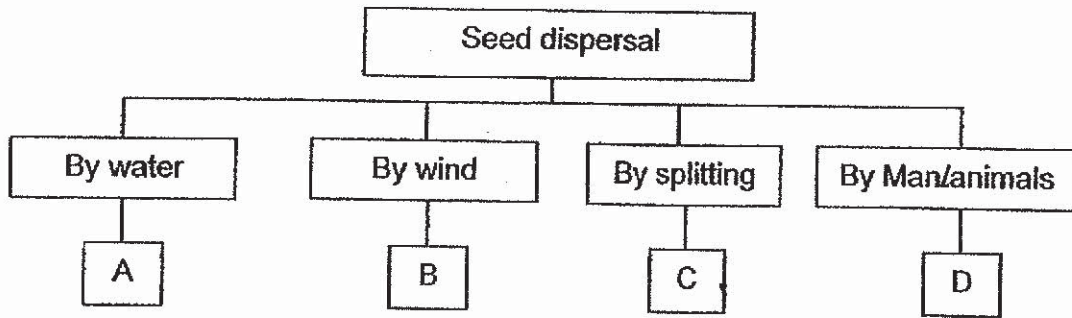 Seed dispersal
By water
By wind
By splitting
By Man/animals
A
B
C
D